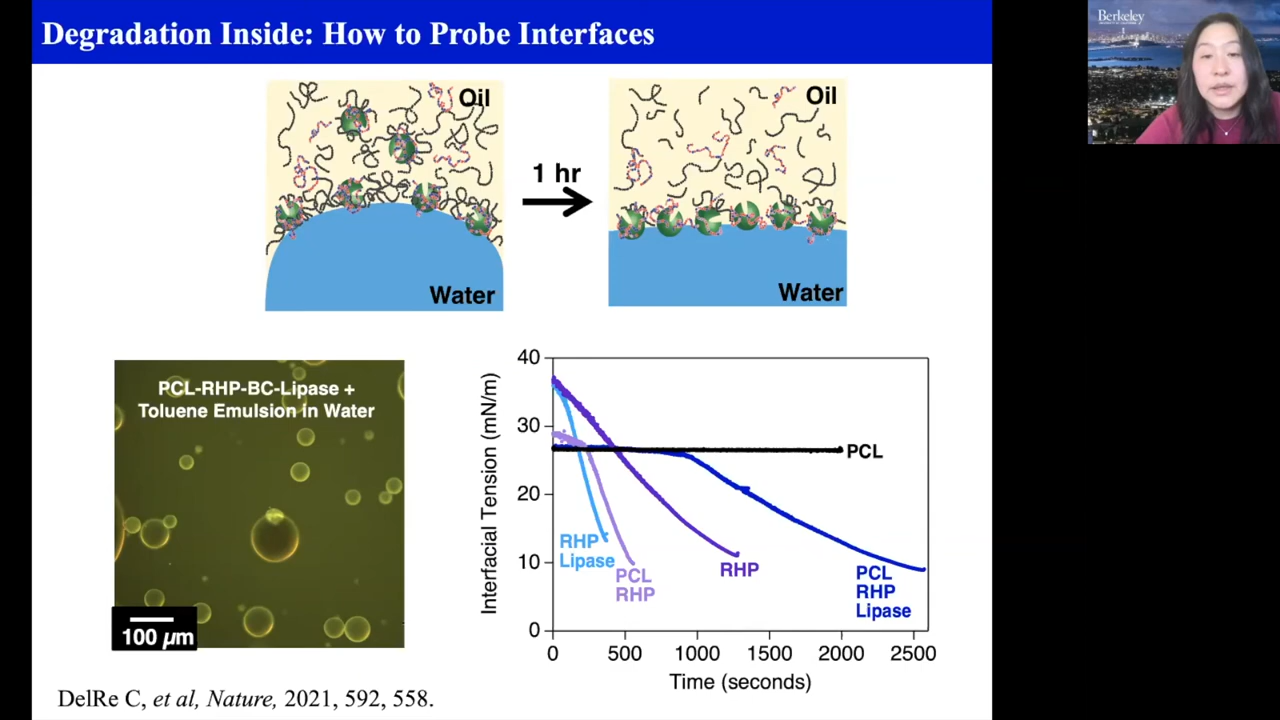 Degradation Inside: How to Probe Interfaces
Berkeley
Oil
1 hr
Oil
Water
Water
PCL-RHP-BC-Lipase +
Toluene Emulsion in Water
100 µm
Interfacial Tension (mN/m)
40
30
20
10
0
PCL
RHP
Lipase
PCL
RHP
RHP
PCL
RHP
Lipase
0 500 1000 1500 2000 2500
Time (seconds)
DelRe C, et al, Nature, 2021, 592, 558.